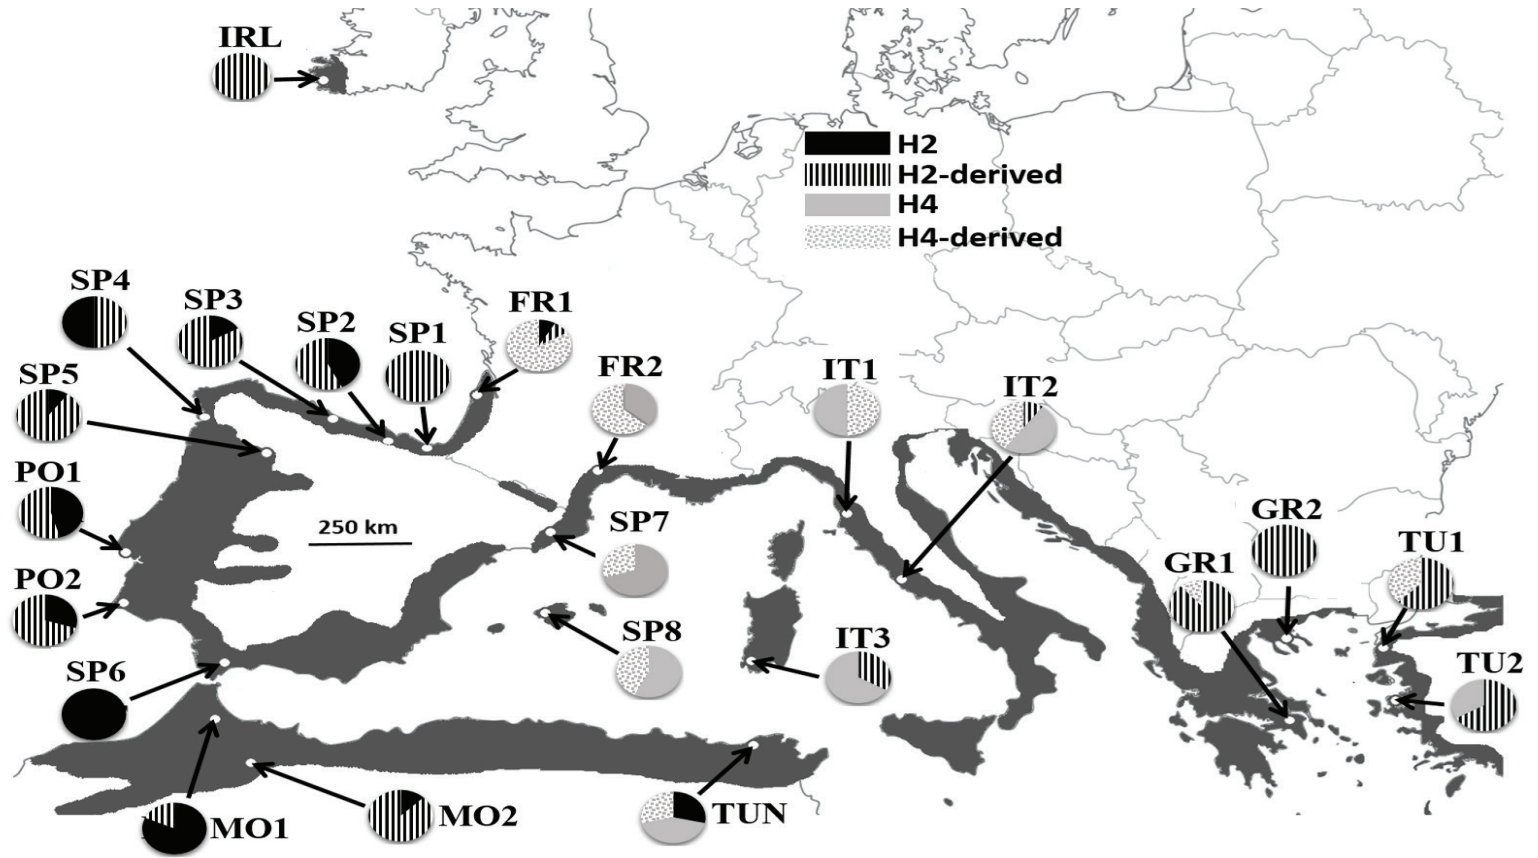 IRL
H2
H2-derived
H4
H4-derived
SP4
SP3
SP2
SP1
FR1
FR2
IT1
IT2
SP5
PO1
250 km
SP7
GR2
TU1
GR1
PO2
SP8
IT3
TU2
SP6
MO1
MO2
TUN